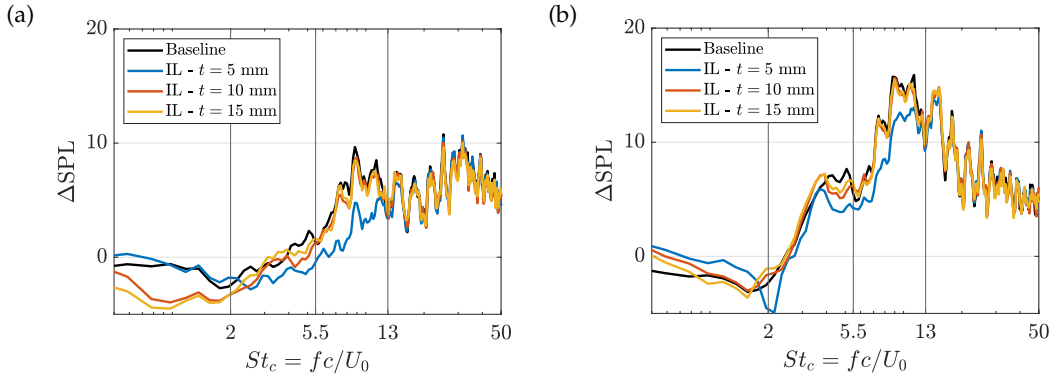 (a)
20
10
0
ΔSPL
Baseline
IL - t = 5 mm
IL - t = 10 mm
IL - t = 15 mm
2 5.5 13 50
St_c = fc/U_0
(b)
20
10
0
ΔSPL
Baseline
IL - t = 5 mm
IL - t = 10 mm
IL - t = 15 mm
2 5.5 13 50
St_c = fc/U_0